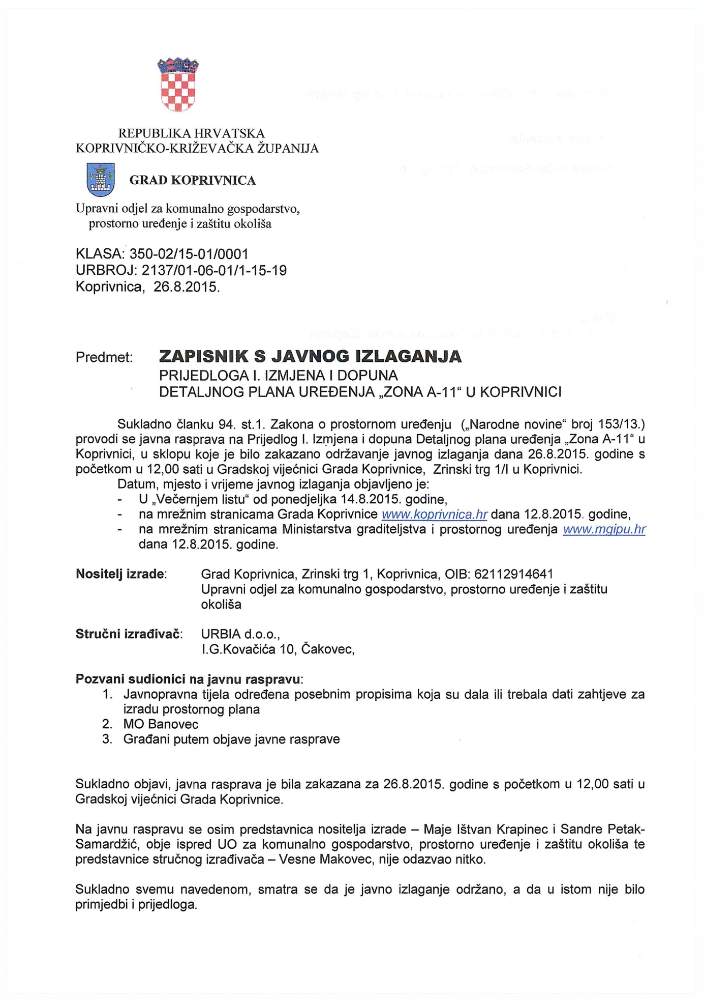 REPUBLIKA HRVATSKA
KOPRIVNIČKO-KRIŽEVAČKA ŽUPANIJA
GRAD KOPRIVNICA
Upravni odjel za komunalno gospodarstvo,
prostorno uređenje i zaštitu okoliša
KLASA: 350-02/15-01/0001
URBROJ: 2137/01-06-01/1-15-19
Koprivnica,  26.8.2015.
Predmet: ZAPISNIK S JAVNOG IZLAGANJA
PRIJEDLOGA I. IZMJENA I DOPUNA
DETALJNOG PLANA UREĐENJA „ZONA A-11“ U KOPRIVNICI
Sukladno članku 94. st.1. Zakona o prostornom uređenju („Narodne novine“ broj 153/13.)
provodi se javna rasprava na Prijedlog I. Izmjena i dopuna Detaljnog plana uređenja „Zona A-11“ u
Koprivnici, u sklopu koje je bilo zakazano održavanje javnog izlaganja dana 26.8.2015. godine s
početkom u 12,00 sati u Gradskoj vijećnici Grada Koprivnice,  Zrinski trg 1/I u Koprivnici.
Datum, mjesto i vrijeme javnog izlaganja objavljeno je:
- U „Večernjem listu“ od ponedjeljka 14.8.2015. godine,
- na mrežnim stranicama Grada Koprivnice www.koprivnica.hr dana 12.8.2015. godine,
- na mrežnim stranicama Ministarstva graditeljstva i prostornog uređenja www.mgipu.hr
dana 12.8.2015. godine.
Nositelj izrade: Grad Koprivnica, Zrinski trg 1, Koprivnica, OIB: 62112914641
Upravni odjel za komunalno gospodarstvo, prostorno uređenje i zaštitu
okoliša
Stručni izrađivač: URBIA d.o.o.,
I.G.Kovačića 10, Čakovec,
Pozvani sudionici na javnu raspravu:
1. Javnopravna tijela određena posebnim propisima koja su dala ili trebala dati zahtjeve za
izradu prostornog plana
2. MO Banovec
3. Građani putem objave javne rasprave
Sukladno objavi, javna rasprava je bila zakazana za 26.8.2015. godine s početkom u 12,00 sati u
Gradskoj vijećnici Grada Koprivnice.
Na javnu raspravu se osim predstavnica nositelja izrade – Maje Ištvan Krapinec i Sandre Petak-
Samardžić, obje ispred UO za komunalno gospodarstvo, prostorno uređenje i zaštitu okoliša te
predstavnice stručnog izrađivača – Vesne Makovec, nije odazvao nitko.
Sukladno svemu navedenom, smatra se da je javno izlaganje održano, a da u istom nije bilo
primjedbi i prijedloga.